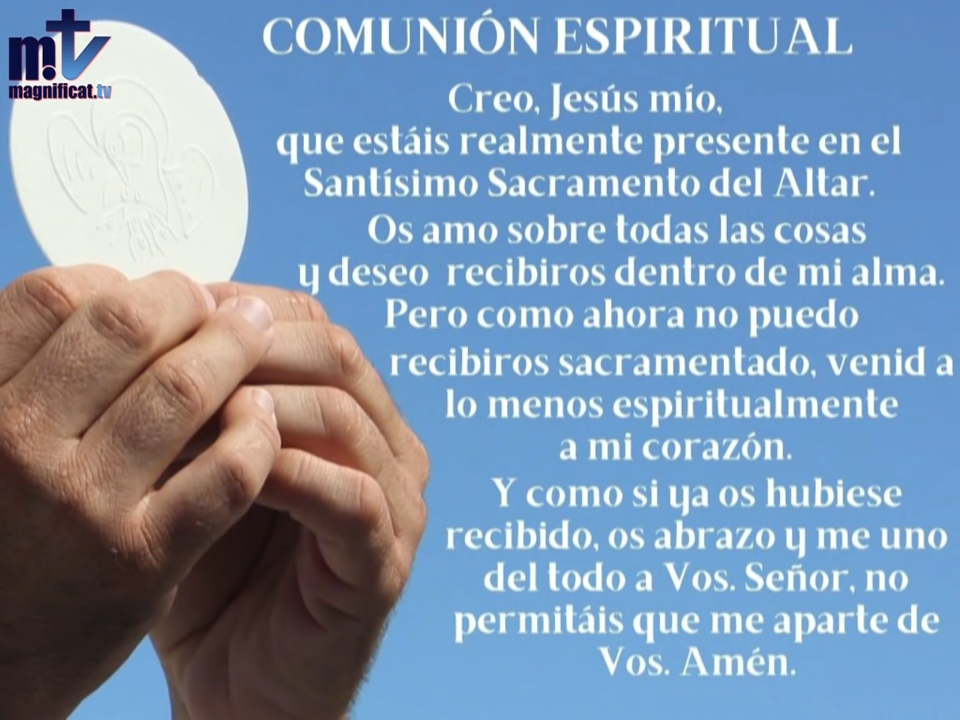 mtv
magnificat.tv
COMUNIÓN ESPIRITUAL
Creo, Jesús mío,
que estáis realmente presente en el
Santísimo Sacramento del Altar.
Os amo sobre todas las cosas
y deseo recibiros dentro de mi alma.
Pero como ahora no puedo
recibiros sacramentado, venid a
lo menos espiritualmente
a mi corazón.
Y como si ya os hubiese
recibido, os abrazo y me uno
del todo a Vos. Señor, no
permitáis que me aparte de
Vos. Amén.